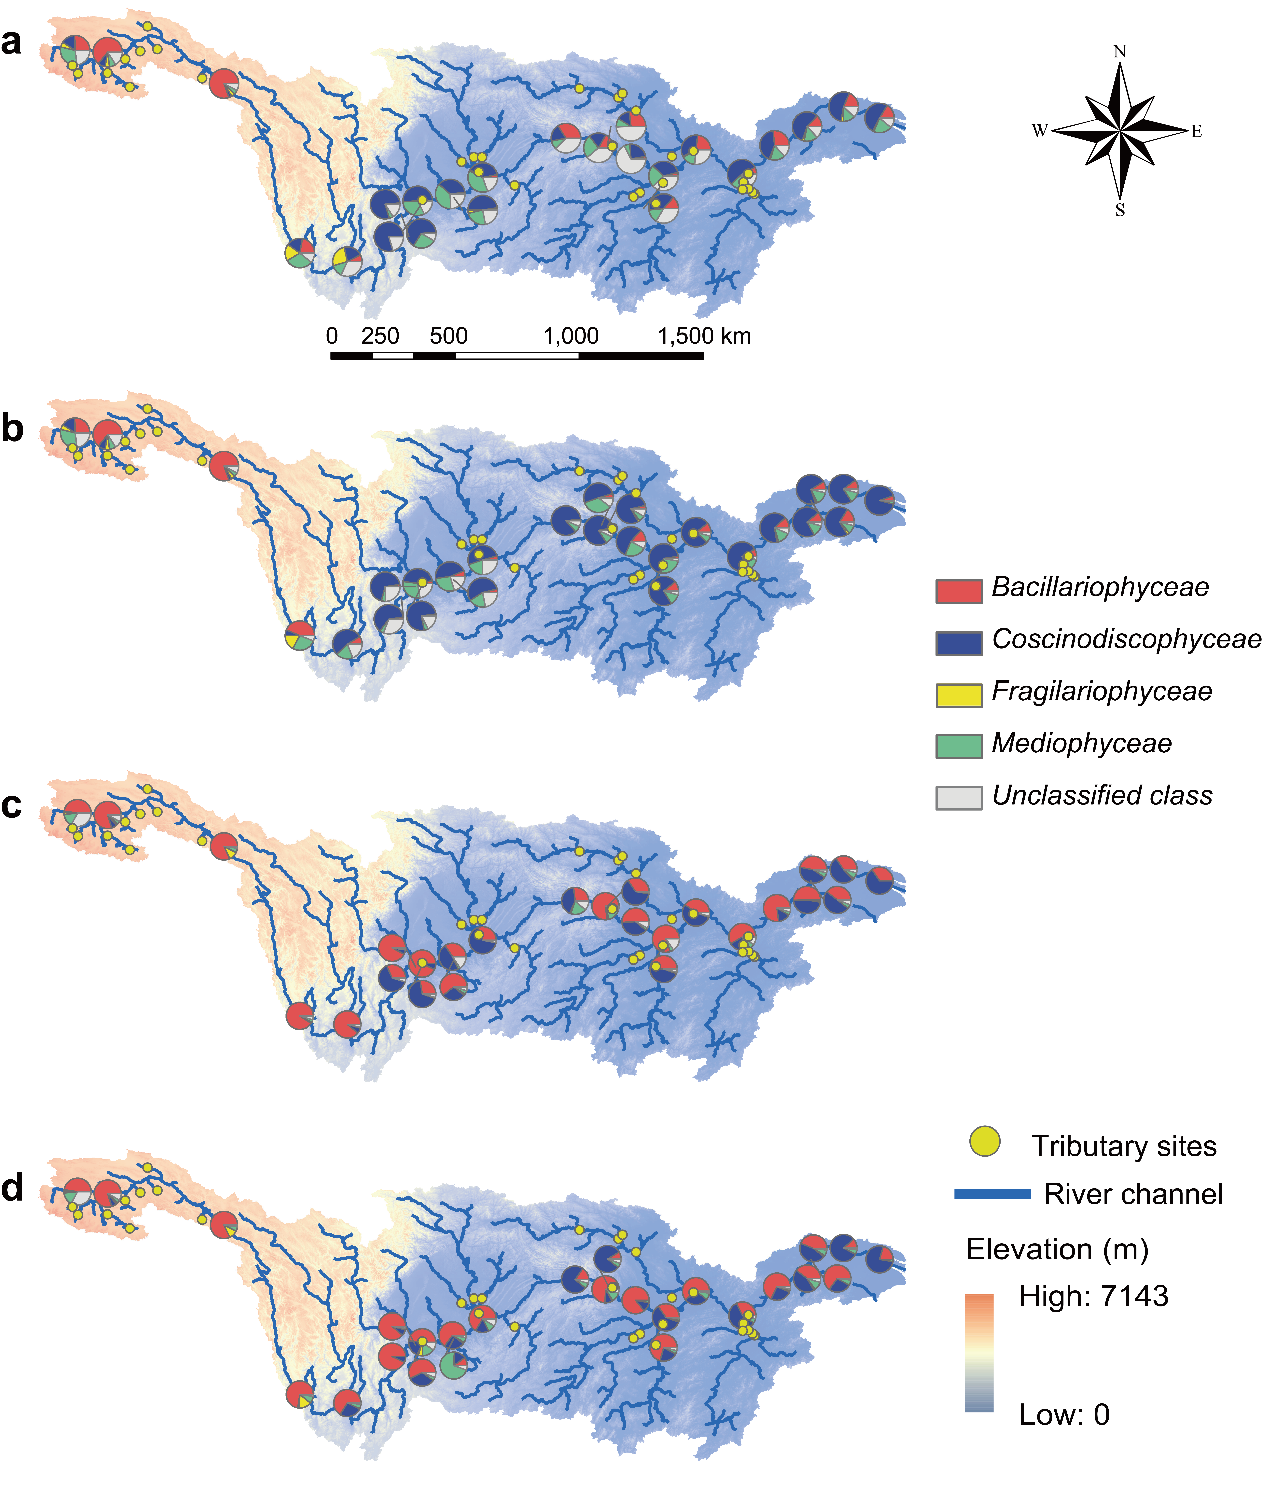 a
N
W E
S
0 250 500 1,000 1,500 km
b
Bacillariophyceae
Coscinodiscophyceae
Fragilariophyceae
Mediophyceae
Unclassified class
c
d
Tributary sites
River channel
Elevation (m)
High: 7143
Low: 0